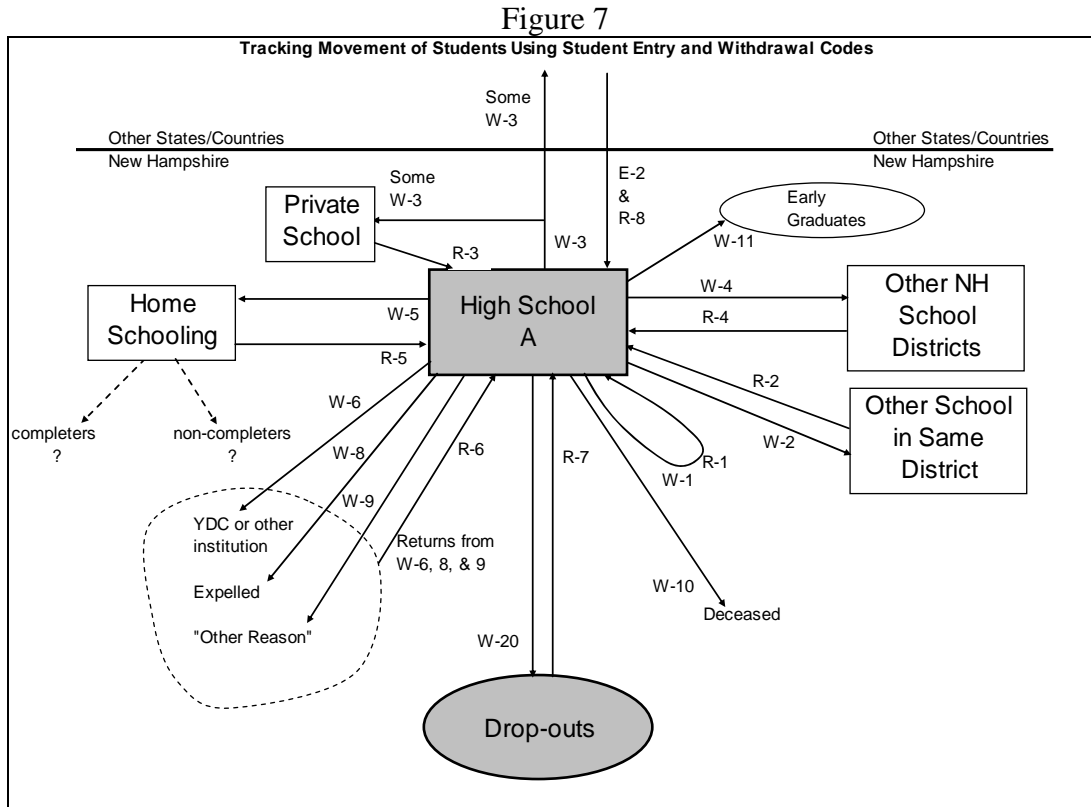 Figure 7
Tracking Movement of Students Using Student Entry and Withdrawal Codes
Some
W-3
Other States/Countries
Other States/Countries
New Hampshire
New Hampshire
Some
W-3
E-2
&
R-8
Early
Graduates
Private
School
W-11
R-3
W-3
Home
Schooling
W-5
R-5
High School
A
W-4
R-4
Other NH
School
Districts
R-2
W-2
Other School
in Same
District
completers
?
non-completers
?
W-6
W-8
W-9
R-6
R-7
W-1
R-1
YDC or other
institution
Expelled
"Other Reason"
Returns from
W-6, 8, & 9
W-10
Deceased
W-20
Drop-outs